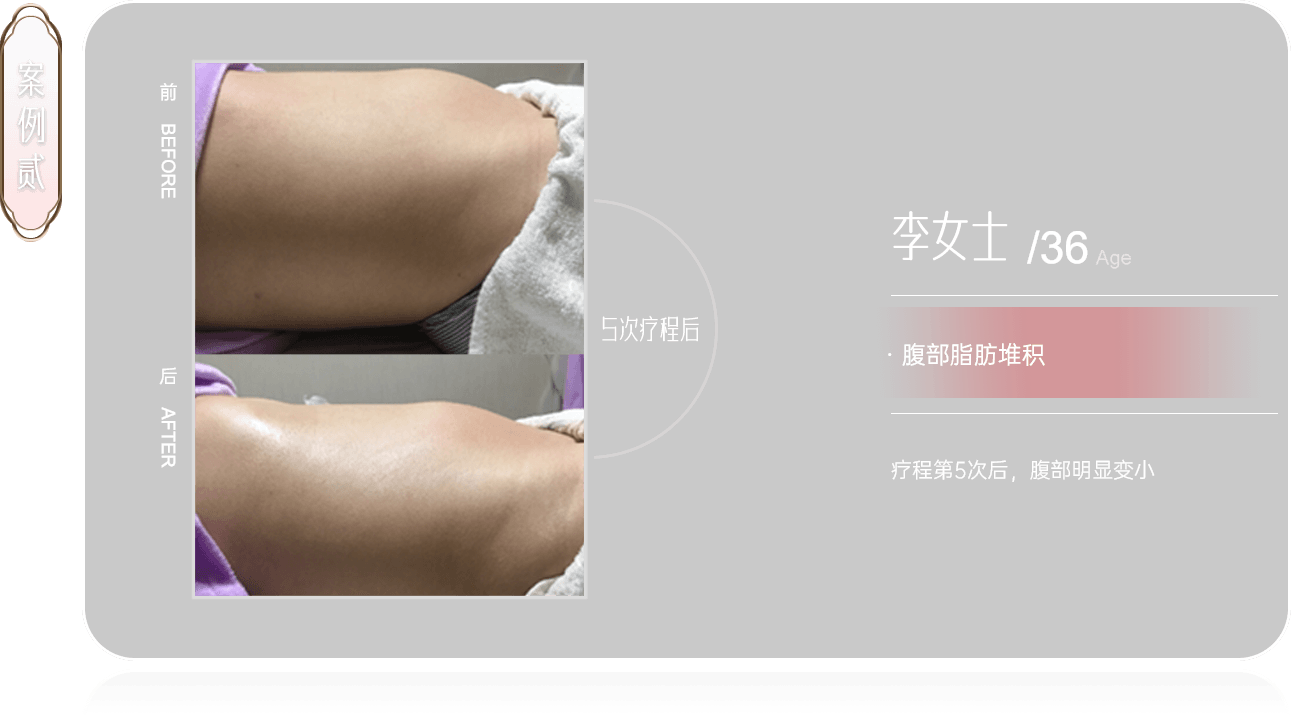 案例贰
前 BEFORE
后 AFTER
5次疗程后
李女士 /36 Age
· 腹部脂肪堆积
疗程第5次后，腹部明显变小